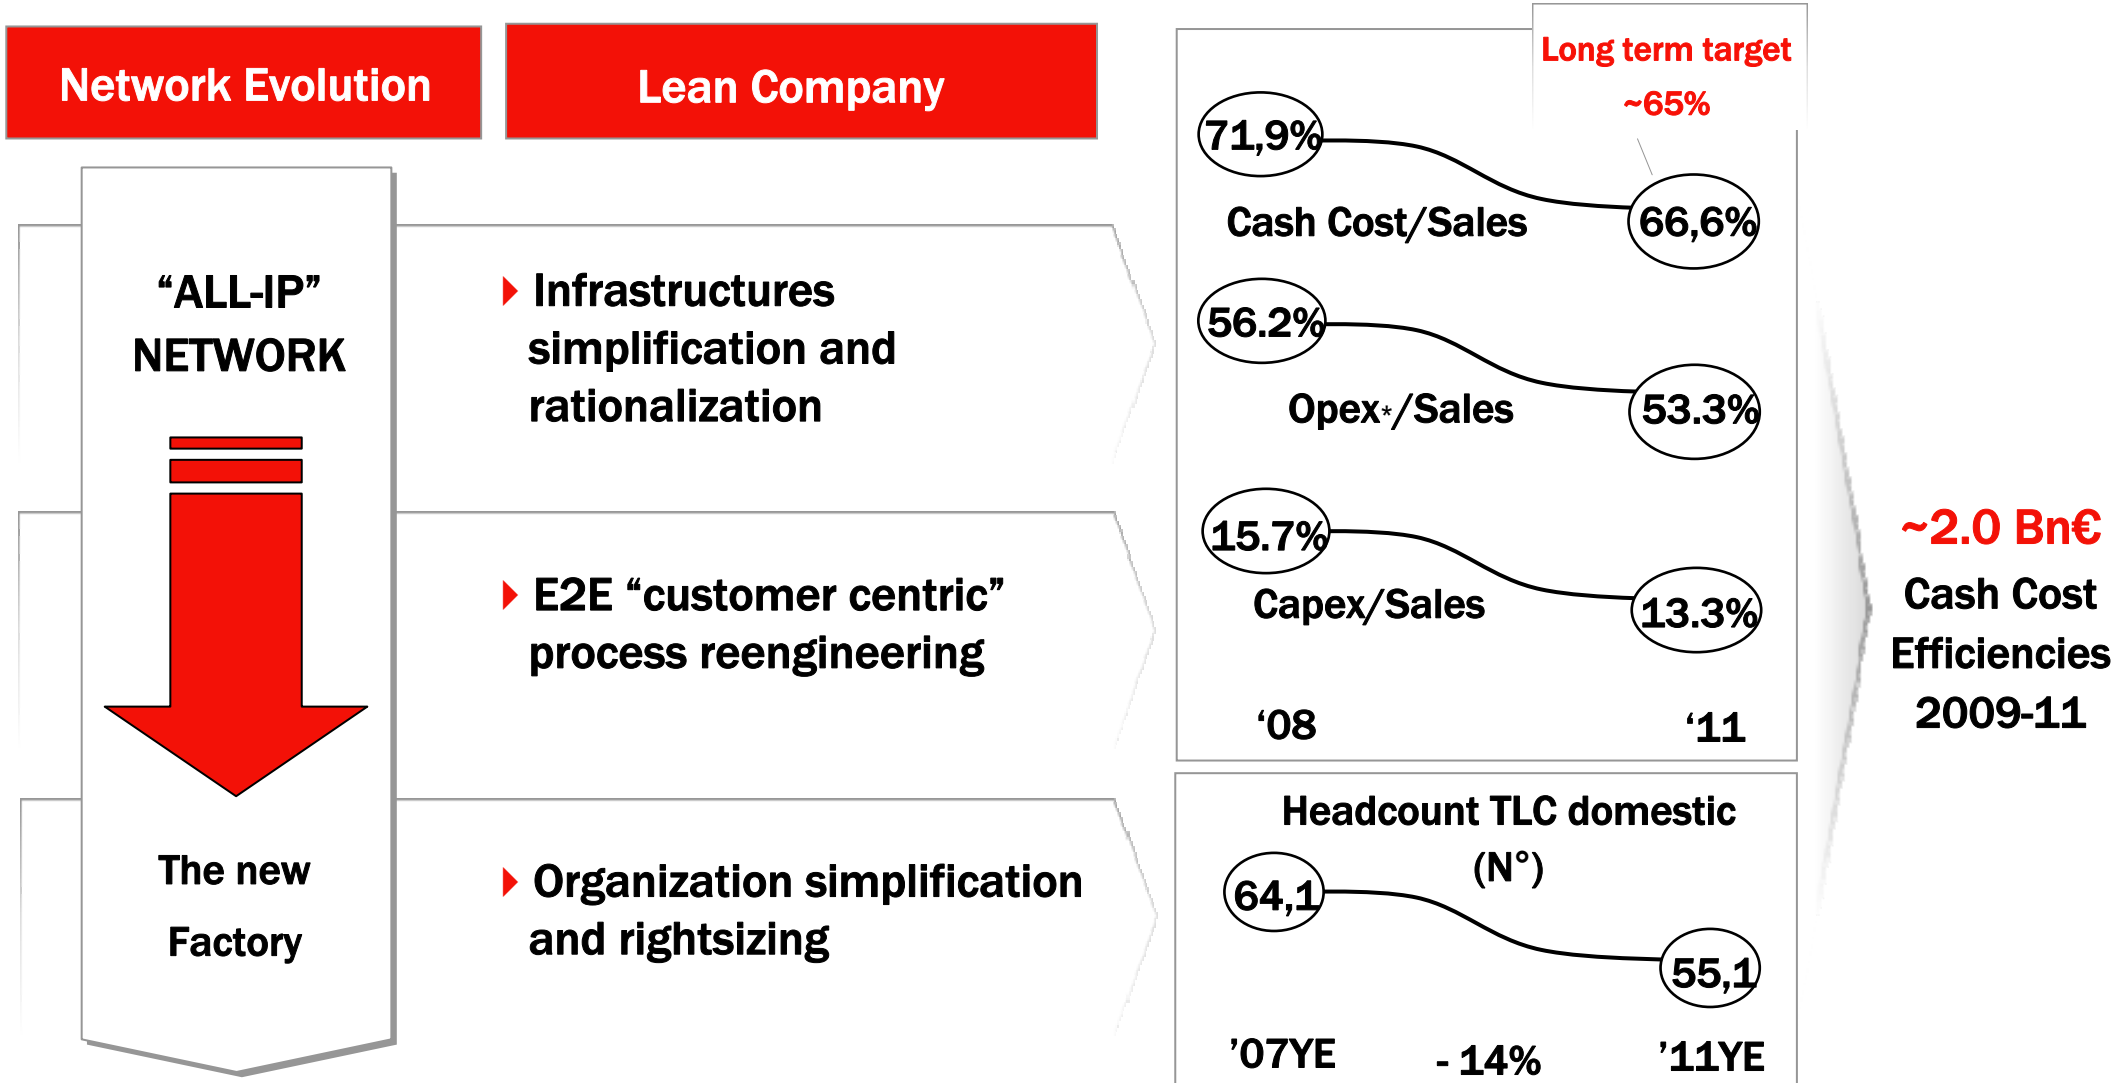 Network Evolution
Lean Company
“ALL-IP”
NETWORK
The new
Factory
Infrastructures
simplification and
rationalization
E2E “customer centric”
process reengineering
Organization simplification
and rightsizing
Long term target
~65%
71,9%
Cash Cost/Sales
66,6%
56.2%
Opex*/Sales
53.3%
15.7%
Capex/Sales
13.3%
‘08
‘11
Headcount TLC domestic
(N°)
64,1
55,1
’07YE
- 14%
’11YE
~2.0 Bn€
Cash Cost
Efficiencies
2009-11